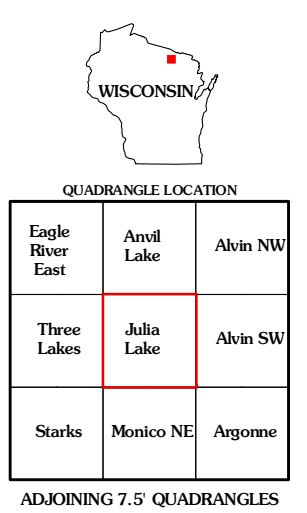 WISCONSIN
QUADRANGLE LOCATION
Eagle
River
East
Anvil
Lake
Alvin NW
Three
Lakes
Julia
Lake
Alvin SW
Starks
Monico NE
Argonne
ADJOINING 7.5' QUADRANGLES